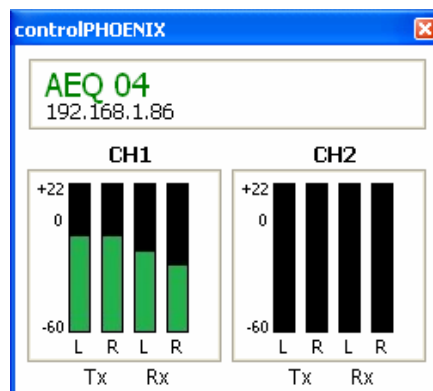 controlPHOENIX
AEQ 04
192.168.1.86
CH1 CH2
+22 +22
0 0
-60 -60
L R L R L R L R
Tx Rx Tx Rx